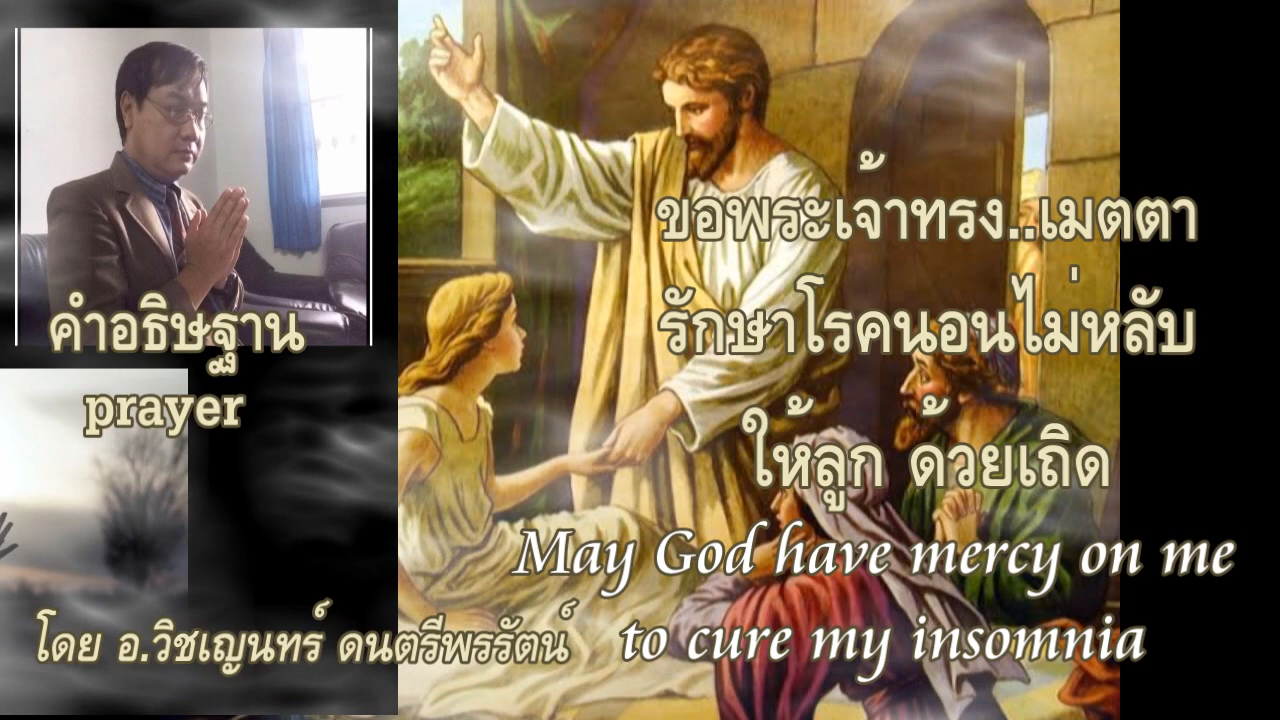 คำอธิษฐาน
prayer
ขอพระเจ้าทรง..เมตตา
รักษาโรคนอนไม่หลับ
ให้ลูก ด้วยเถิด
May God have mercy on me
to cure my insomnia
โดย อ.วิชเญนทร์ ดนตรีพรรัตน์